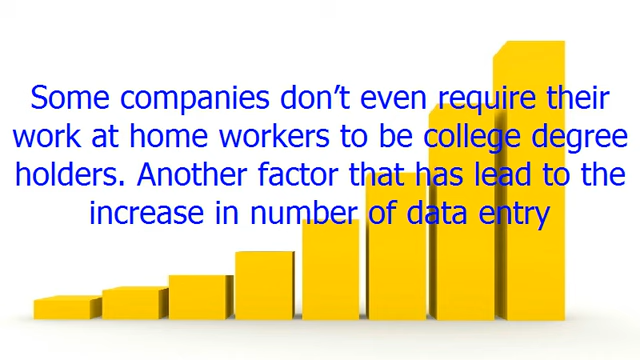 Some companies don’t even require their
work at home workers to be college degree
holders. Another factor that has lead to the
increase in number of data entry